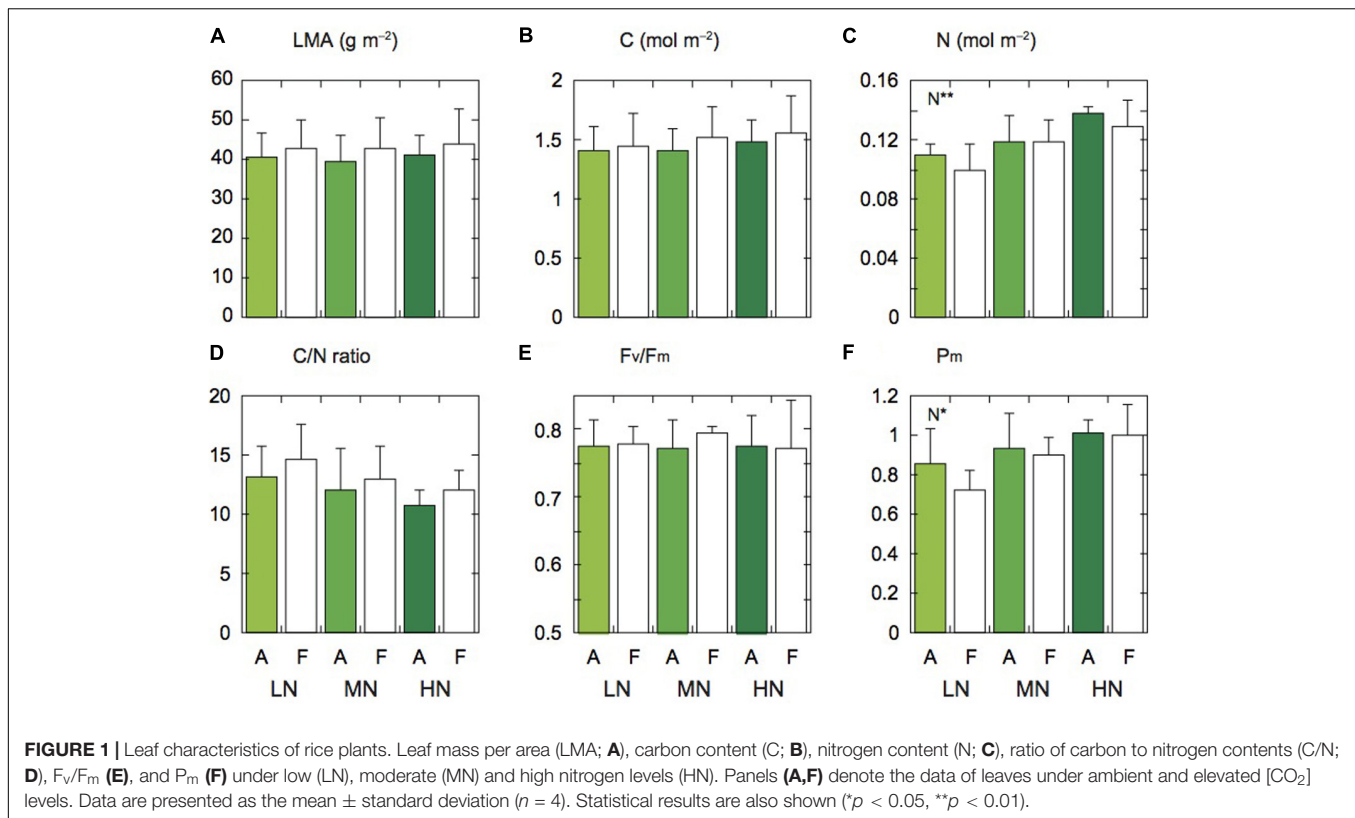 A LMA (g m⁻²) B C (mol m⁻²) C N (mol m⁻²)
60 2 0.16
N**
50
1.5 0.12
40
30 1 0.08
20
0.5 0.04
10
0 0 0
D C/N ratio E Fv/Fm F Pm
20 1.2
N*
0.8 1
15
0.8
0.7
10 0.6
0.6 0.4
5
0.2
0 0.5 0
A F A F A F A F A F A F A F A F A F
LN MN HN LN MN HN LN MN HN
FIGURE 1 | Leaf characteristics of rice plants. Leaf mass per area (LMA; A), carbon content (C; B), nitrogen content (N; C), ratio of carbon to nitrogen contents (C/N;
D), Fv/Fm (E), and Pm (F) under low (LN), moderate (MN) and high nitrogen levels (HN). Panels (A,F) denote the data of leaves under ambient and elevated [CO₂]
levels. Data are presented as the mean ± standard deviation (n = 4). Statistical results are also shown (*p < 0.05, **p < 0.01).